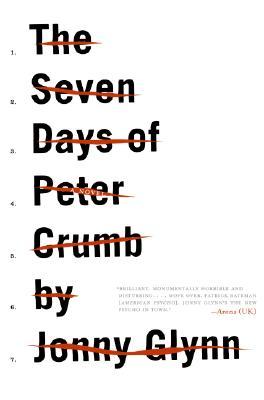 1. The
2. Seven
3. Days of
4. Peter
A NOVEL
5. Crumb
6. by
"BRILLIANT, MONUMENTALLY HORRIBLE AND
DISTURBING. . . . MOVE OVER, PATRICK BATEMAN
[AMERICAN PSYCHO], JONNY GLYNN'S THE NEW
PSYCHO IN TOWN."
—Arena (UK)
7. Jonny Glynn